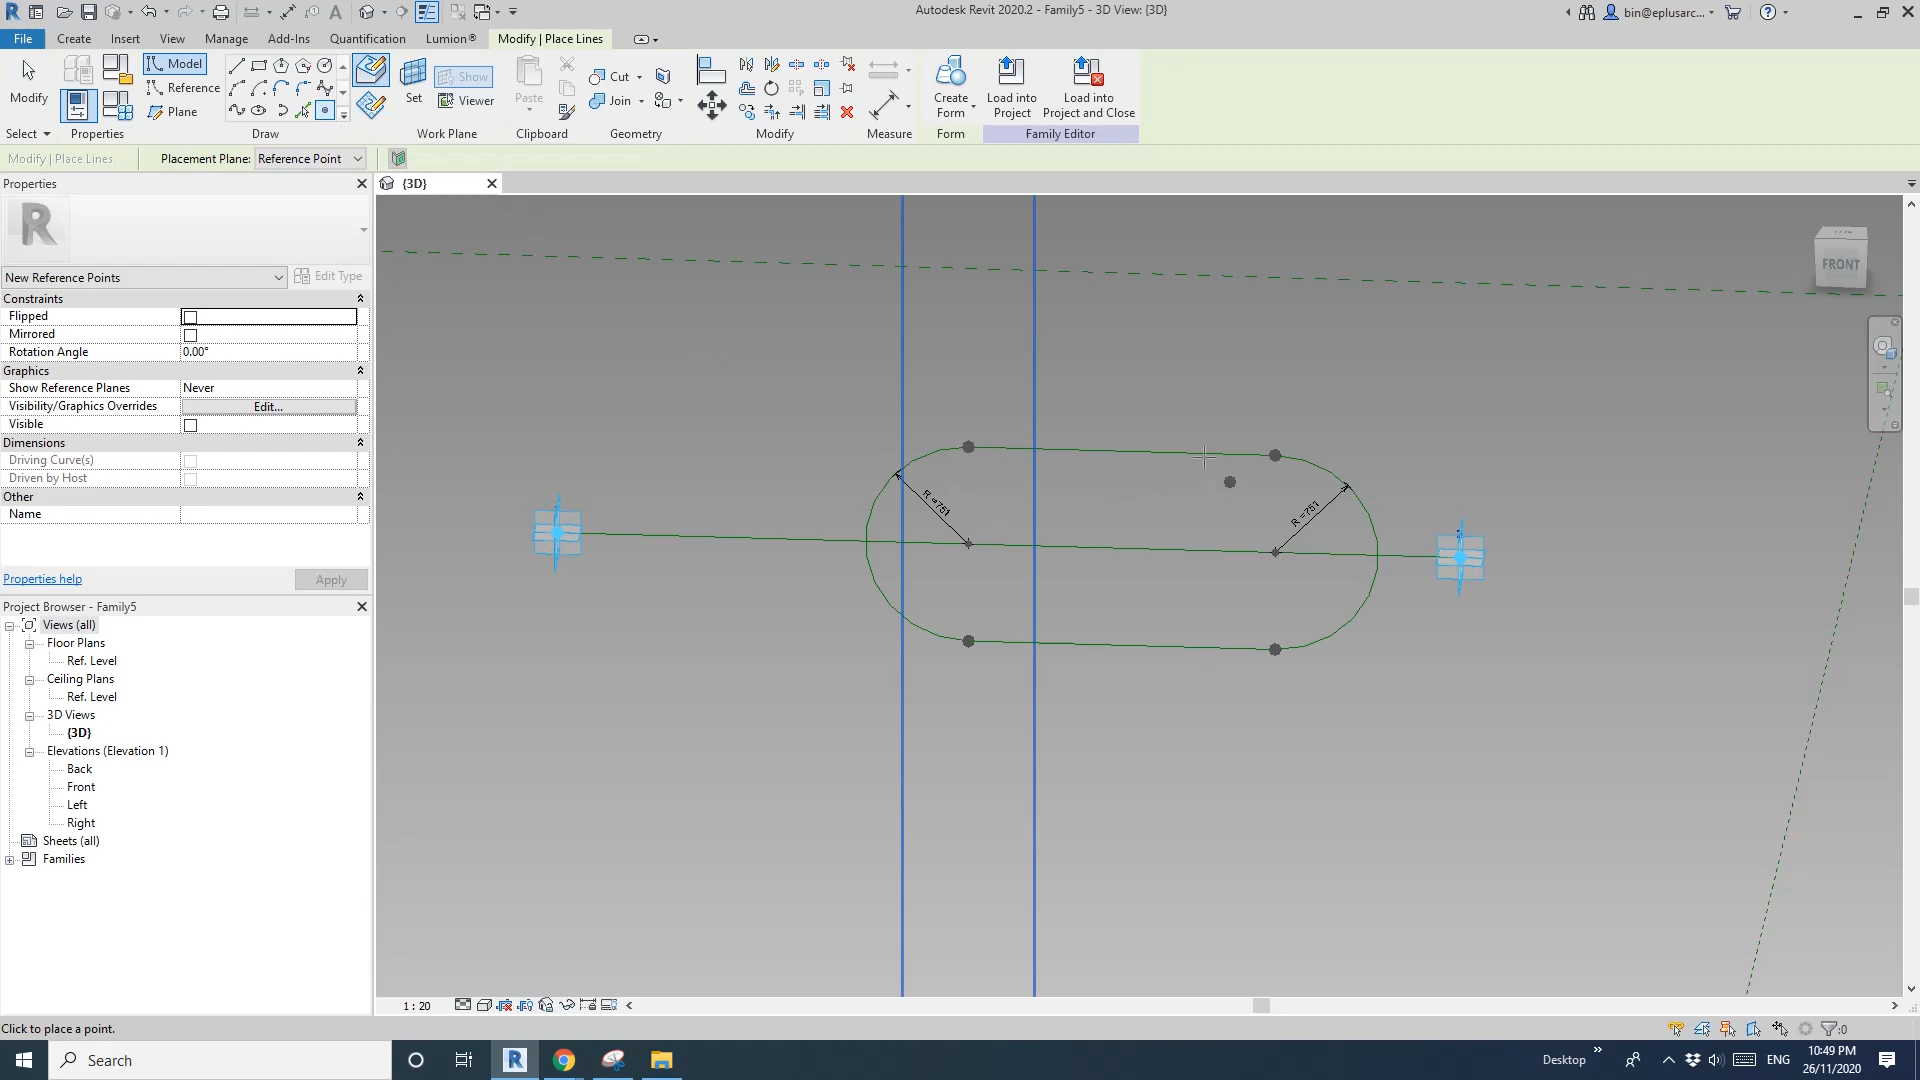 Autodesk Revit 2020.2 - Family5 - 3D View: {3D}
bin@eplusarc...
File
Create
Insert
View
Manage
Add-Ins
Quantification
Lumion®
Modify | Place Lines
Modify
Model
Reference
Plane
Set
Show
Viewer
Paste
Cut
Join
Create
Form
Load into
Project
Load into
Project and Close
Select
Properties
Draw
Work Plane
Clipboard
Geometry
Modify
Measure
Form
Family Editor
Modify | Place Lines
Placement Plane:
Reference Point
Properties
{3D}
R
New Reference Points
Edit Type
Constraints
Flipped
Mirrored
Rotation Angle
0.00°
Graphics
Show Reference Planes
Never
Visibility/Graphics Overrides
Edit...
Visible
Dimensions
Driving Curve(s)
Driven by Host
Other
Name
Properties help
Apply
Project Browser - Family5
Views (all)
Floor Plans
Ref. Level
Ceiling Plans
Ref. Level
3D Views
{3D}
Elevations (Elevation 1)
Back
Front
Left
Right
Sheets (all)
Families
FRONT
R =751
R =751
1 : 20
Click to place a point.
:0
Search
Desktop
ENG
10:49 PM
26/11/2020